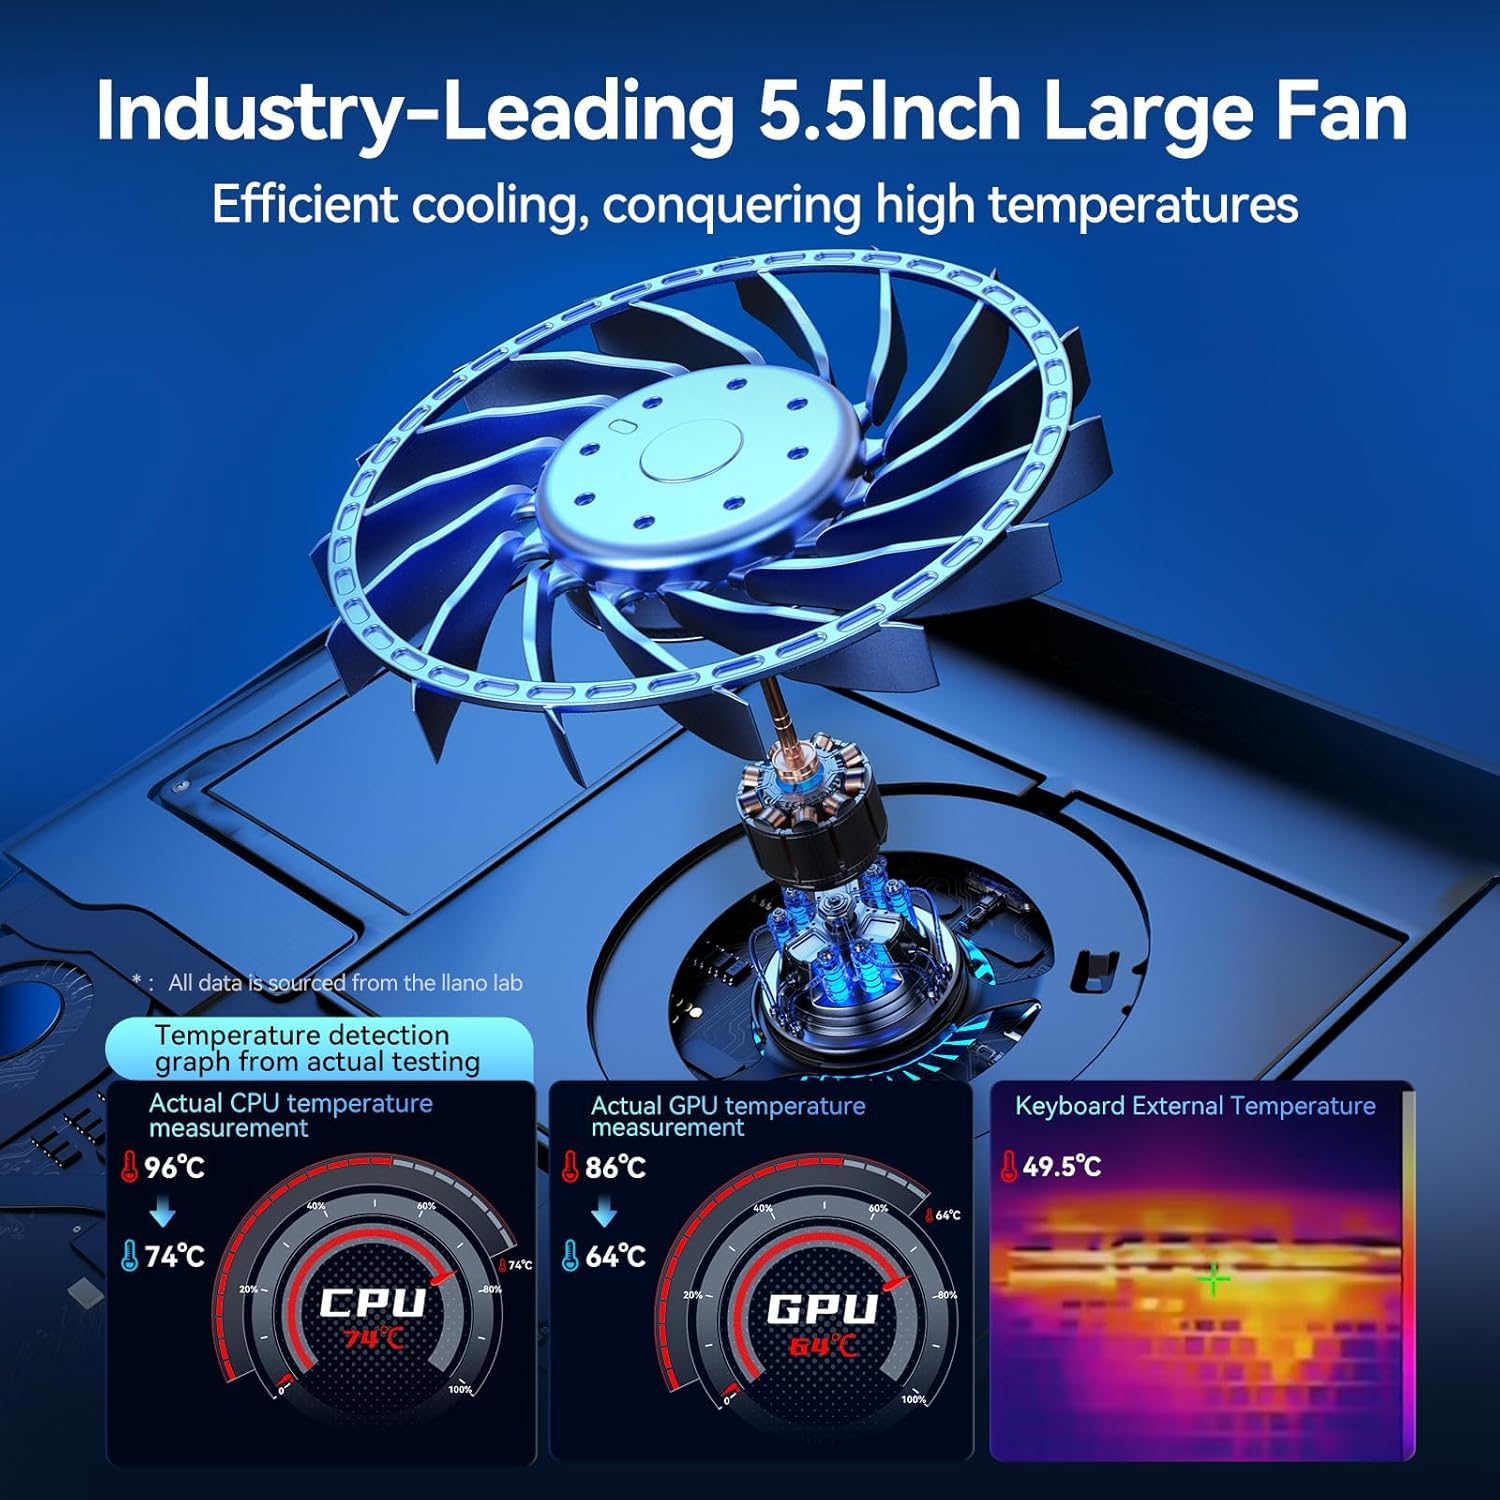 Industry-Leading 5.5Inch Large Fan
Efficient cooling, conquering high temperatures
* : All data is sourced from the llano lab
Temperature detection
graph from actual testing
Actual CPU temperature
measurement
96℃
74℃
0
20%
40%
60%
80%
100%
74℃
CPU
74℃
Actual GPU temperature
measurement
86℃
64℃
0
20%
40%
60%
80%
100%
64℃
GPU
64℃
Keyboard External Temperature
49.5℃